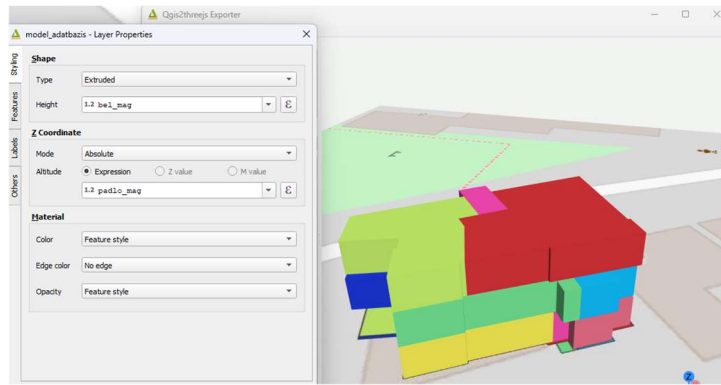 Qgis2threejs Exporter
model_adatbazis - Layer Properties
Styling
Features
Labels
Others
Shape
Type Extruded
Height 1.2 bel_mag ε
Z Coordinate
Mode Absolute
Altitude Expression Z value M value
1.2 padlo_mag ε
Material
Color Feature style
Edge color No edge
Opacity Feature style
Z